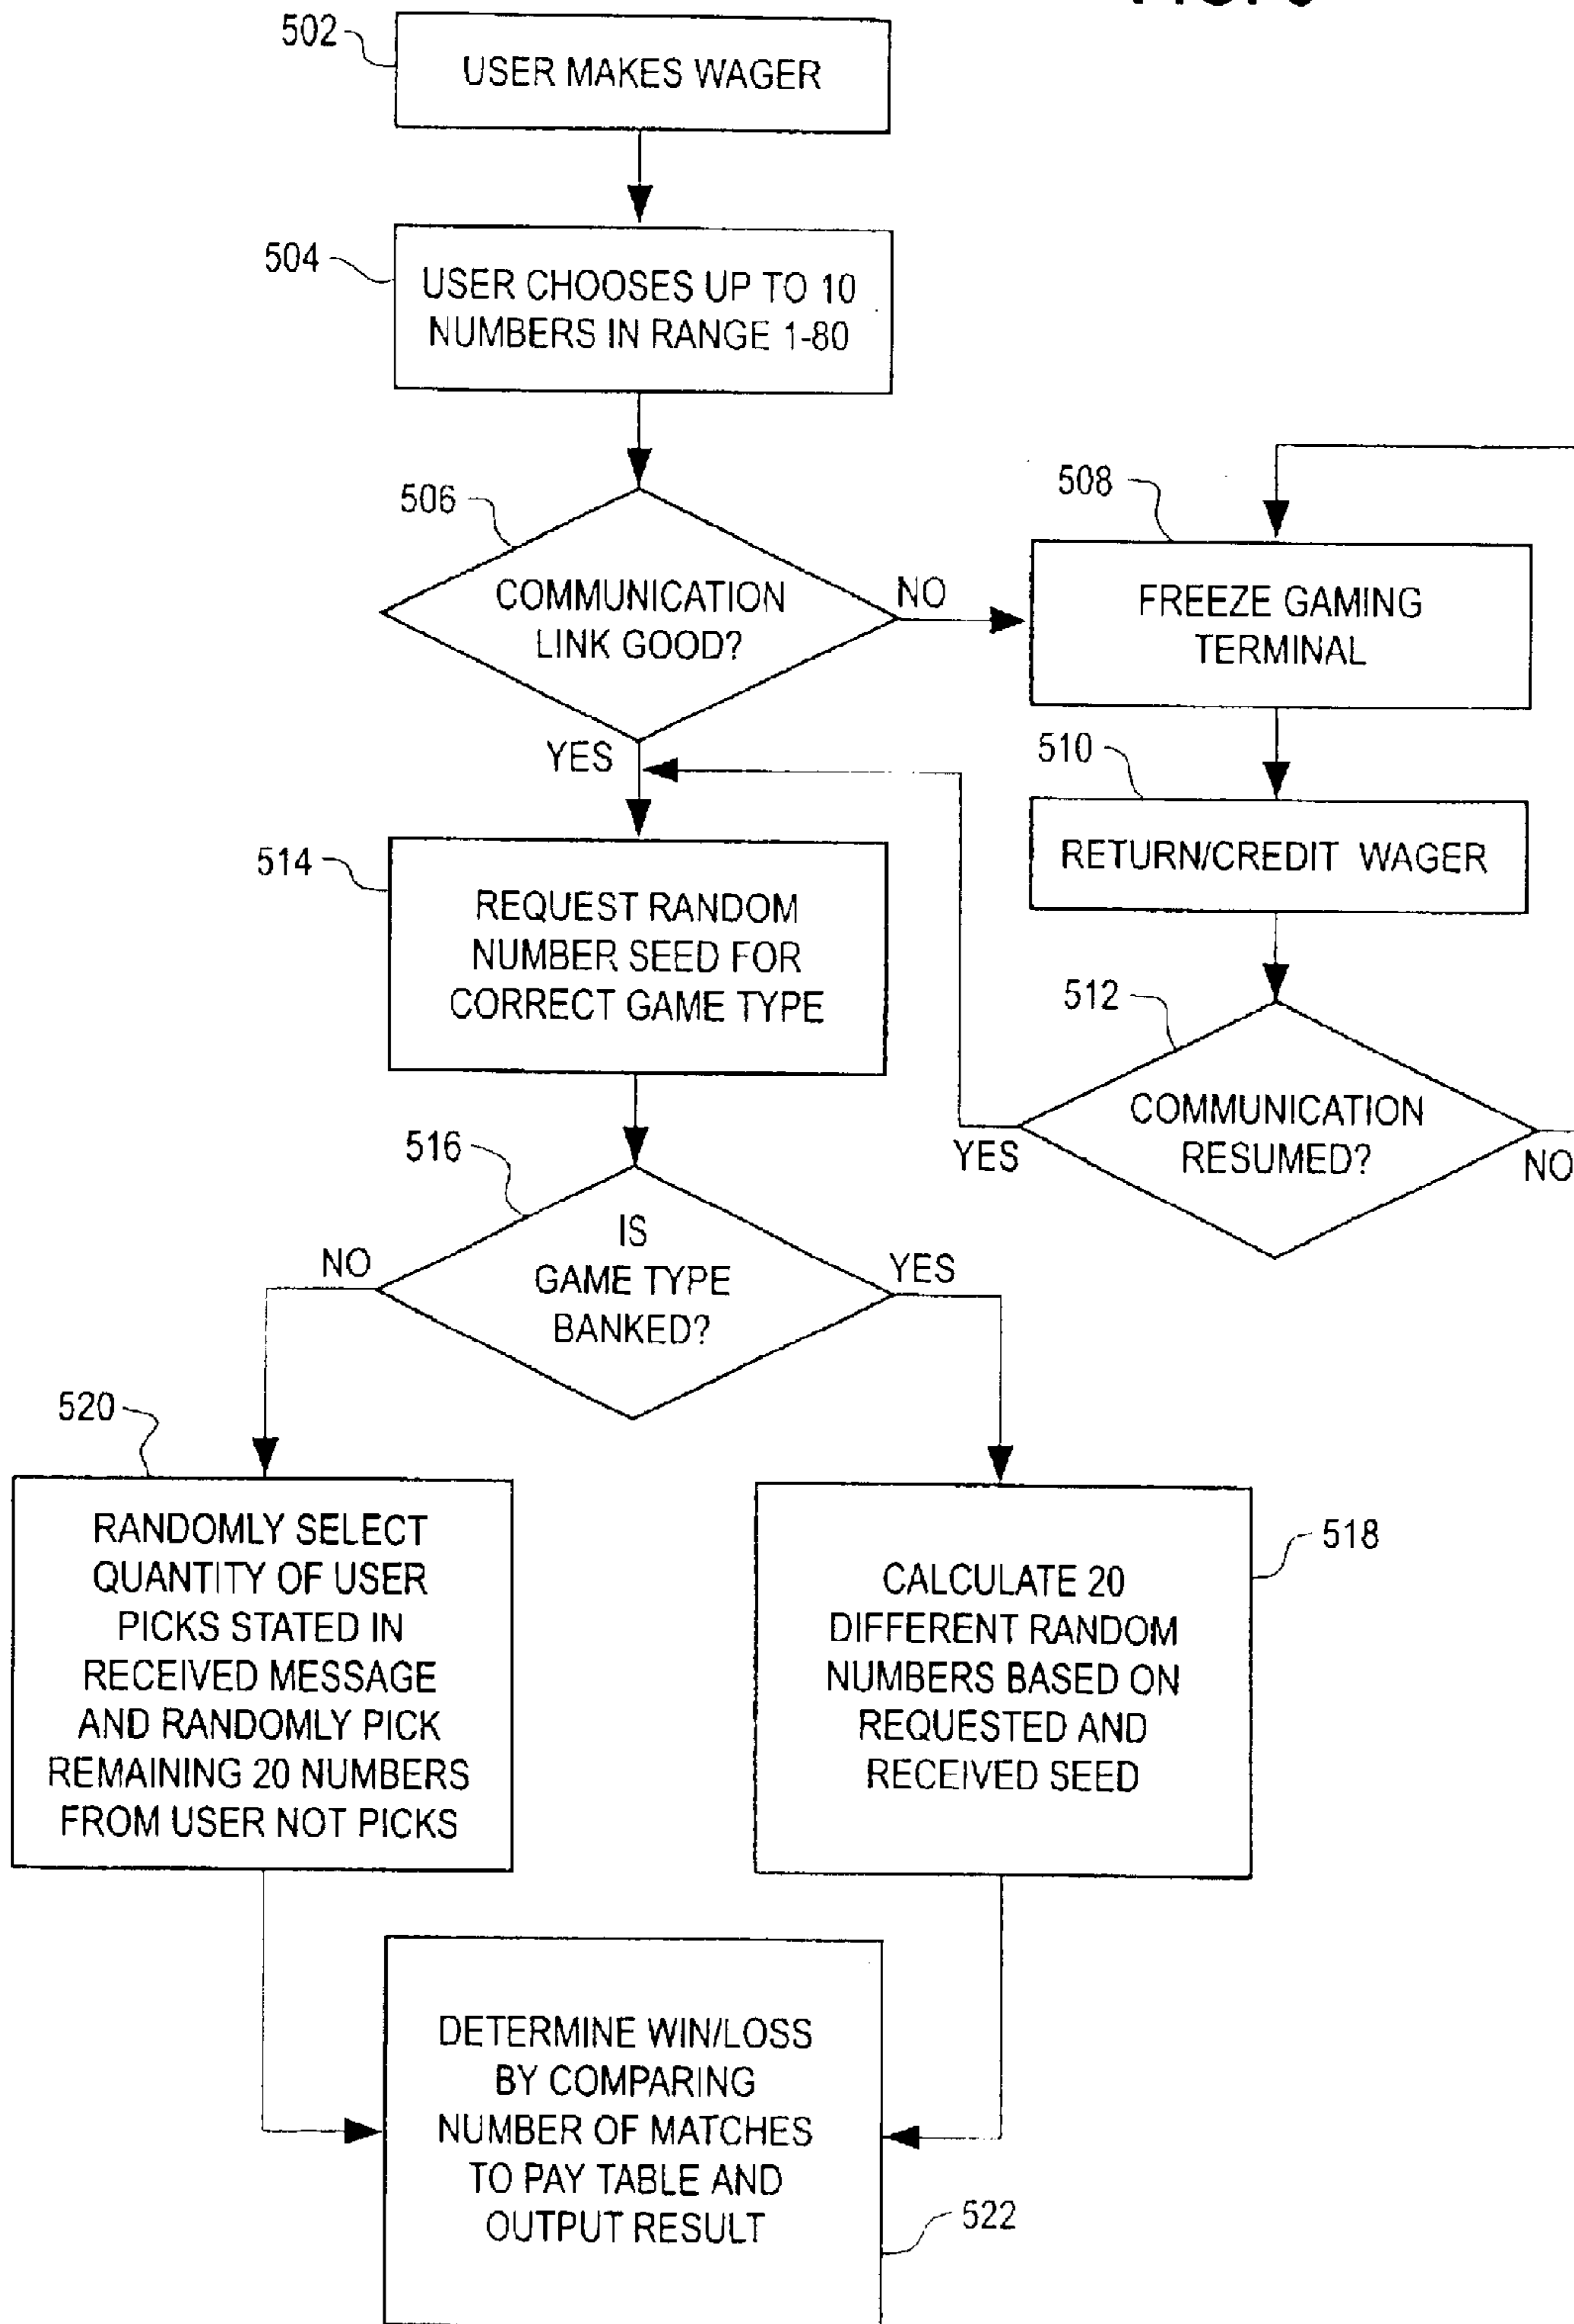 502
USER MAKES WAGER
504
USER CHOOSES UP TO 10
NUMBERS IN RANGE 1-80
506
COMMUNICATION
LINK GOOD?
NO
YES
508
FREEZE GAMING
TERMINAL
510
RETURN/CREDIT WAGER
512
COMMUNICATION
RESUMED?
YES
NO
514
REQUEST RANDOM
NUMBER SEED FOR
CORRECT GAME TYPE
516
IS
GAME TYPE
BANKED?
NO
YES
520
RANDOMLY SELECT
QUANTITY OF USER
PICKS STATED IN
RECEIVED MESSAGE
AND RANDOMLY PICK
REMAINING 20 NUMBERS
FROM USER NOT PICKS
518
CALCULATE 20
DIFFERENT RANDOM
NUMBERS BASED ON
REQUESTED AND
RECEIVED SEED
DETERMINE WIN/LOSS
BY COMPARING
NUMBER OF MATCHES
TO PAY TABLE AND
OUTPUT RESULT
522